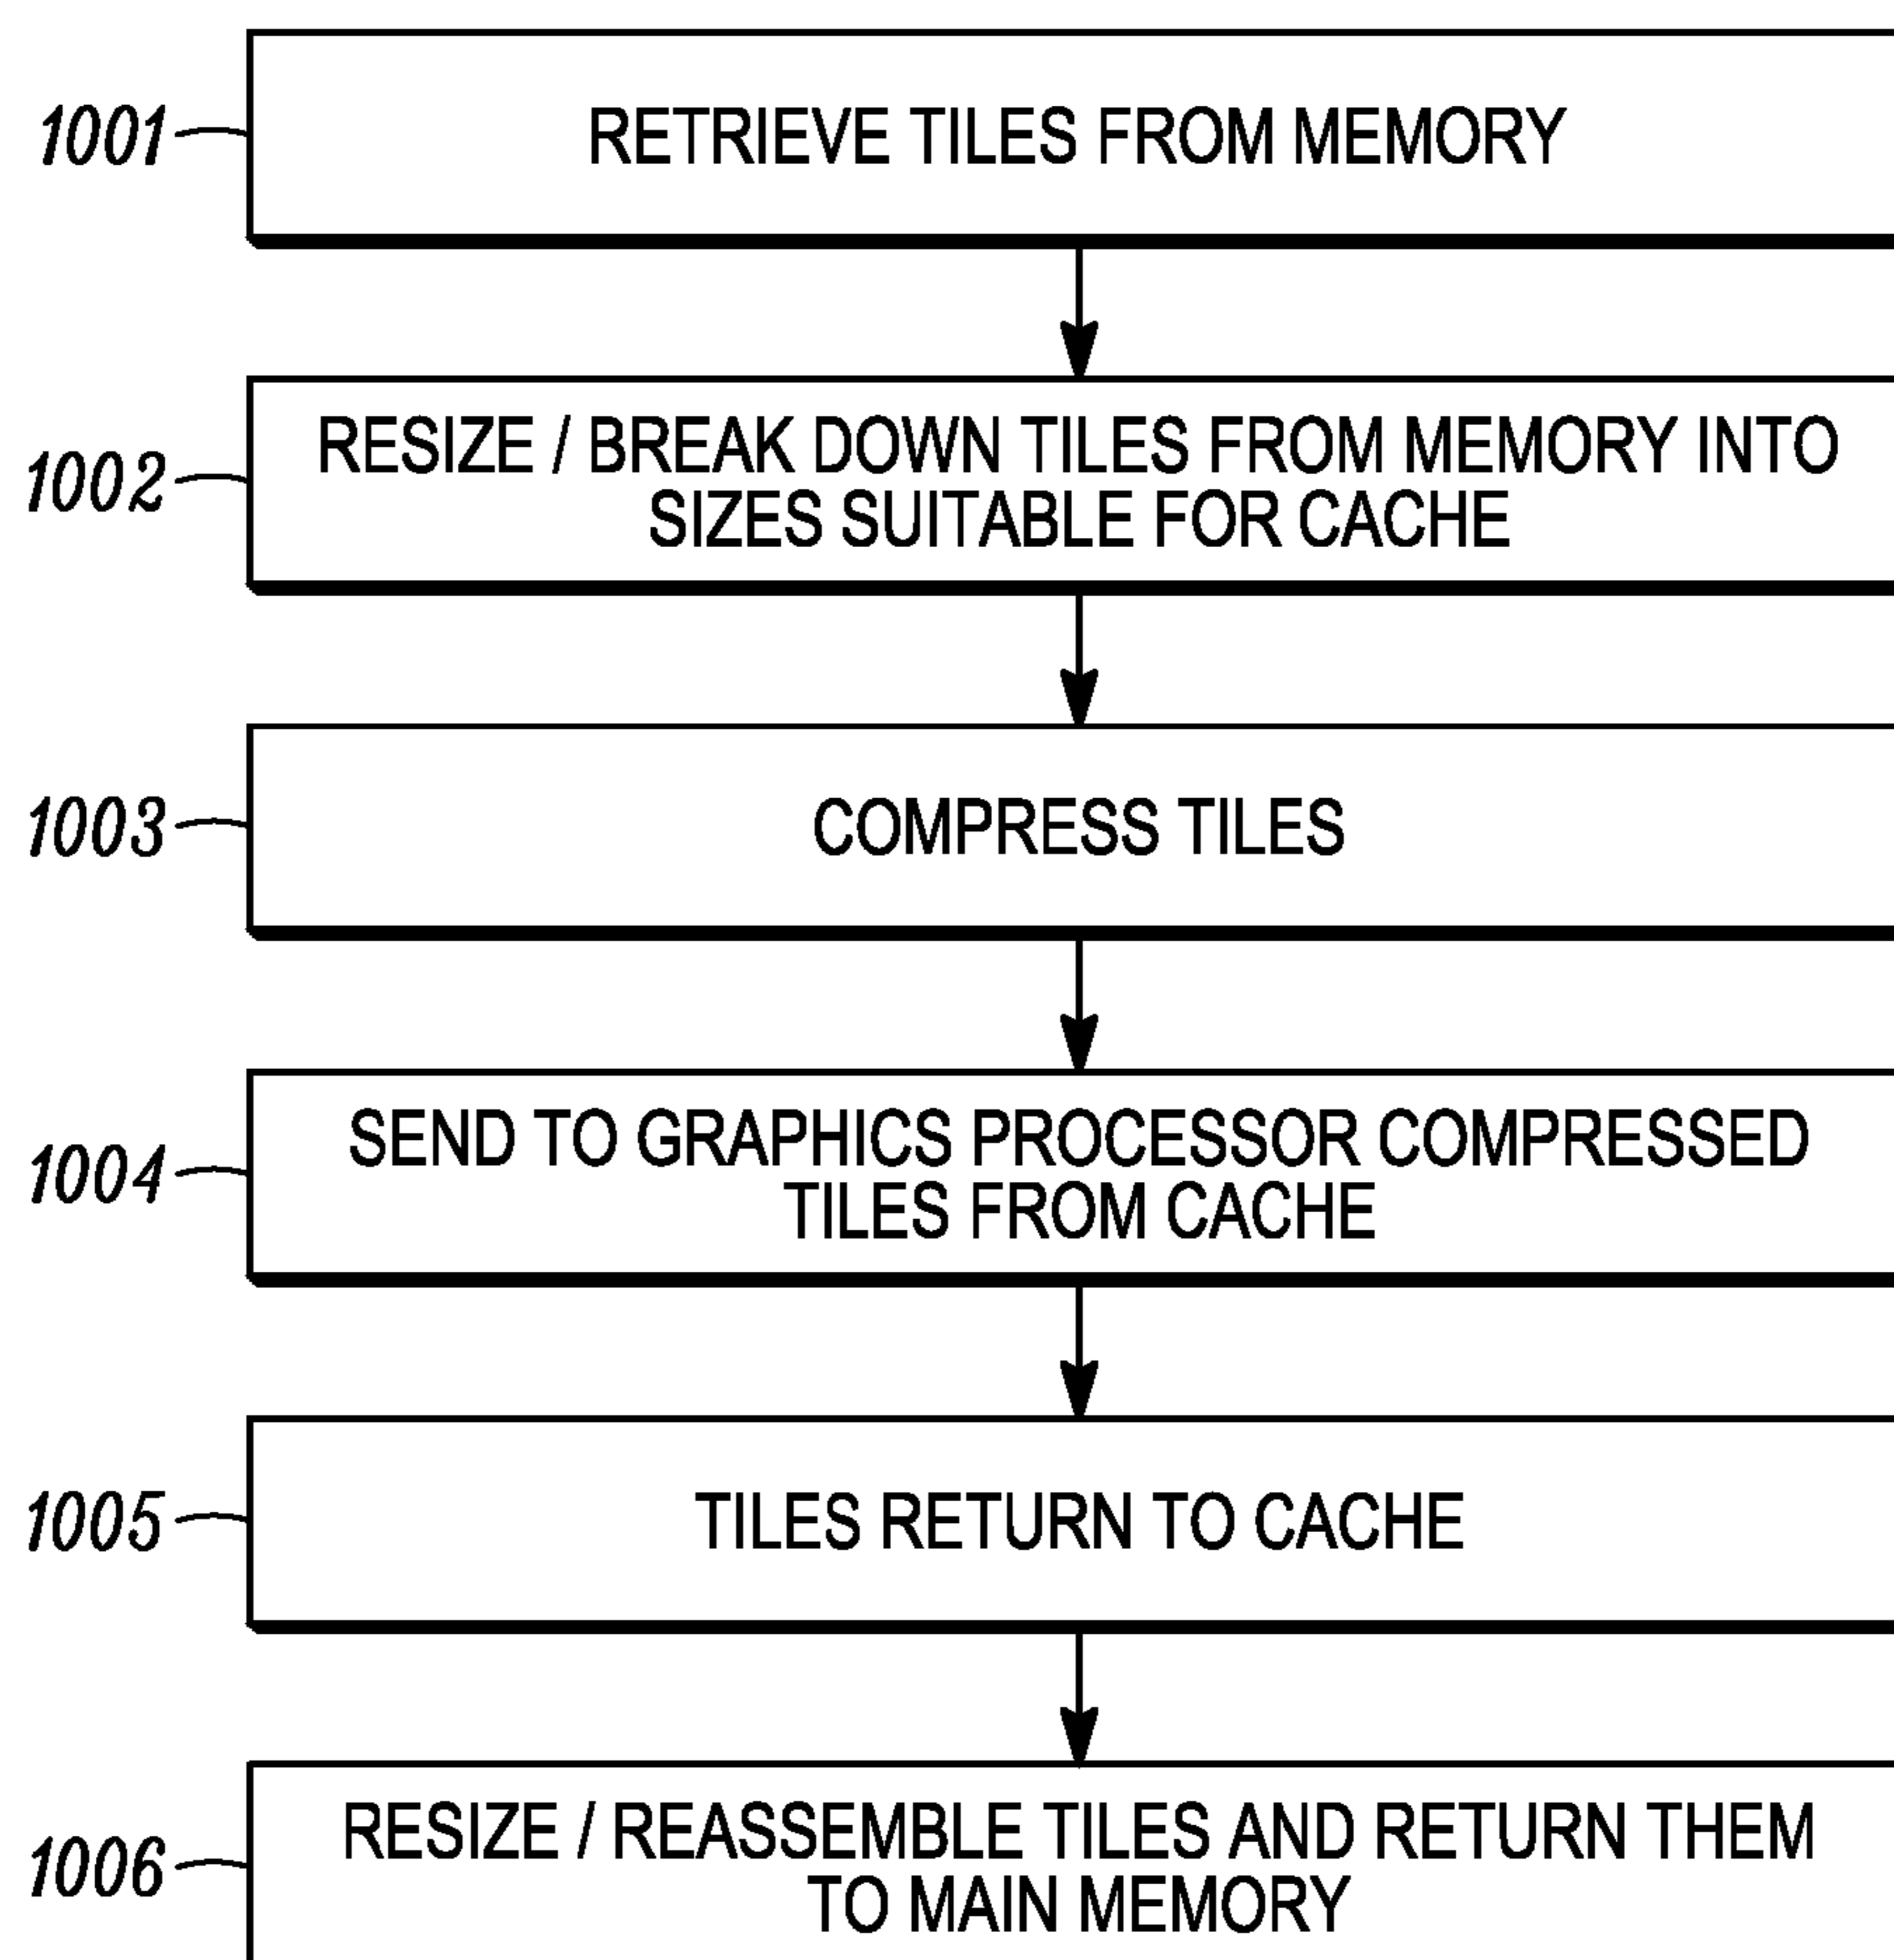 1001
RETRIEVE TILES FROM MEMORY
1002
RESIZE / BREAK DOWN TILES FROM MEMORY INTO
SIZES SUITABLE FOR CACHE
1003
COMPRESS TILES
1004
SEND TO GRAPHICS PROCESSOR COMPRESSED
TILES FROM CACHE
1005
TILES RETURN TO CACHE
1006
RESIZE / REASSEMBLE TILES AND RETURN THEM
TO MAIN MEMORY